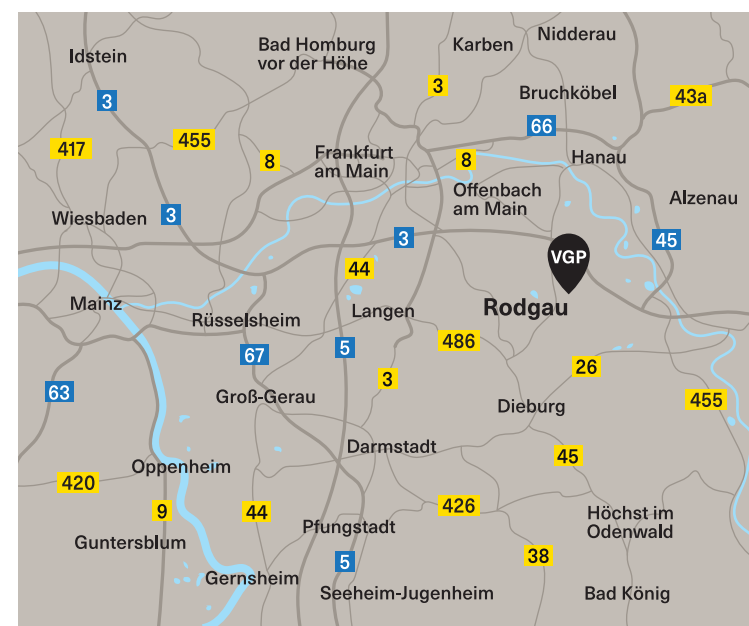 Nidderau
Bad Homburg
vor der Höhe
Karben
Idstein
3
Bruchköbel
43a
3
66
417
455
8
Frankfurt
am Main
8
Hanau
Offenbach
am Main
Alzenau
Wiesbaden
3
3
45
VGP
44
Mainz
Rüsselsheim
Langen
Rodgau
67
5
486
26
63
3
Groß-Gerau
Dieburg
455
Darmstadt
45
Oppenheim
420
9
44
426
Höchst im
Odenwald
Pfungstadt
Guntersblum
38
5
Gernsheim
Seeheim-Jugenheim
Bad König